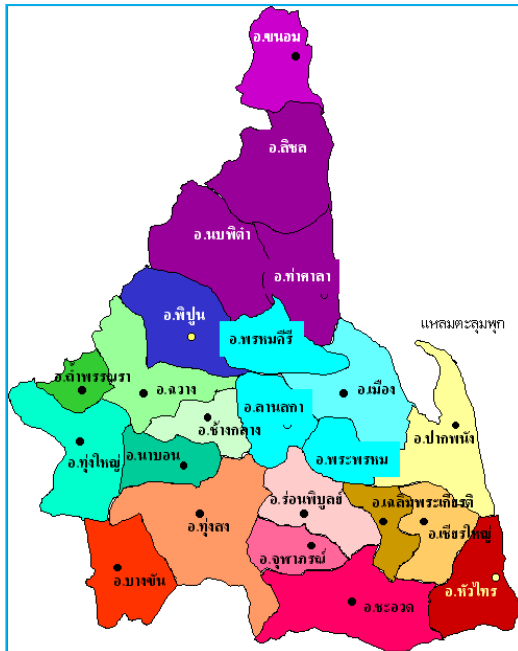 อ.ขนอม
อ.สิชล
อ.นบพิตำ
อ.ท่าศาลา
อ.พิปูน
อ.พรหมคีรี
แหลมตะลุมพุก
อ.ถ้ำพรรณรา
อ.ฉวาง
อ.ลานสกา
อ.เมือง
อ.ช้างกลาง
อ.ปากพนัง
อ.ทุ่งใหญ่
อ.นาบอน
อ.พระพรหม
อ.ร่อนพิบูลย์
อ.เฉลิมพระเกียรติ
อ.ทุ่งสง
อ.เชียรใหญ่
อ.จุฬาภรณ์
อ.บางขัน
อ.หัวไทร
อ.ชะอวด